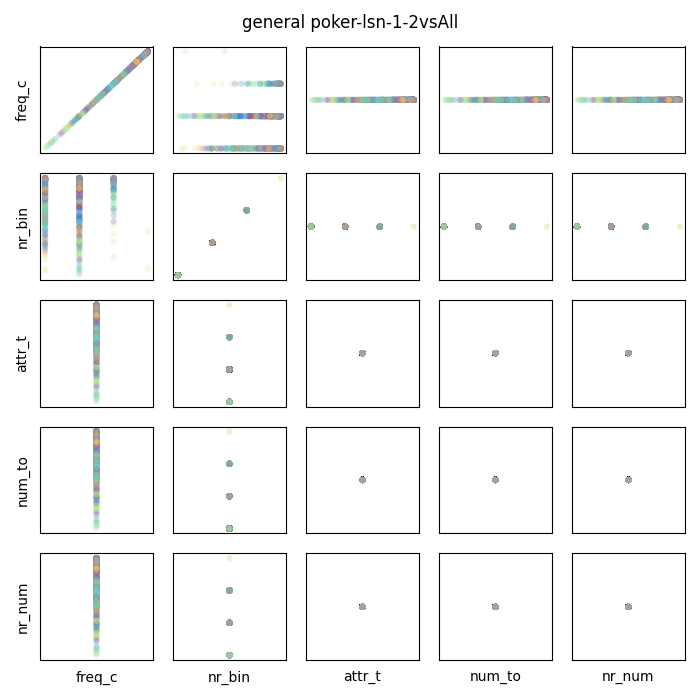 general poker-lsn-1-2vsAll
freq_c
nr_bin
attr_t
num_to
nr_num
freq_c nr_bin attr_t num_to nr_num